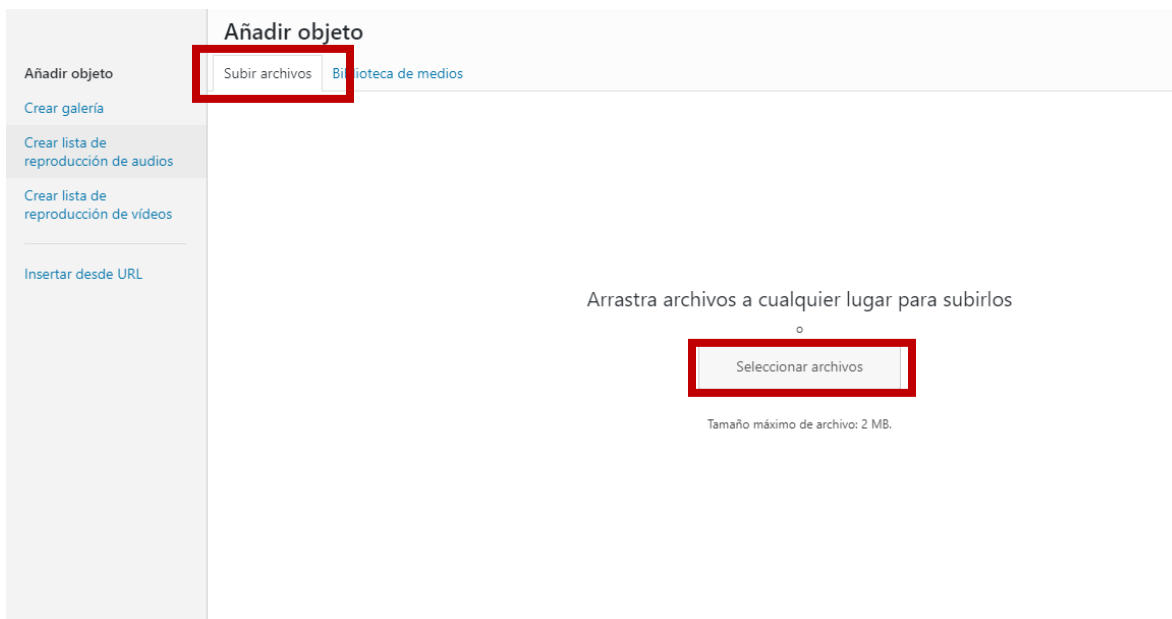 Añadir objeto
Crear galería
Crear lista de
reproducción de audios
Crear lista de
reproducción de vídeos
Insertar desde URL
Añadir objeto
Subir archivos
Biblioteca de medios
Arrastra archivos a cualquier lugar para subirlos
o
Seleccionar archivos
Tamaño máximo de archivo: 2 MB.